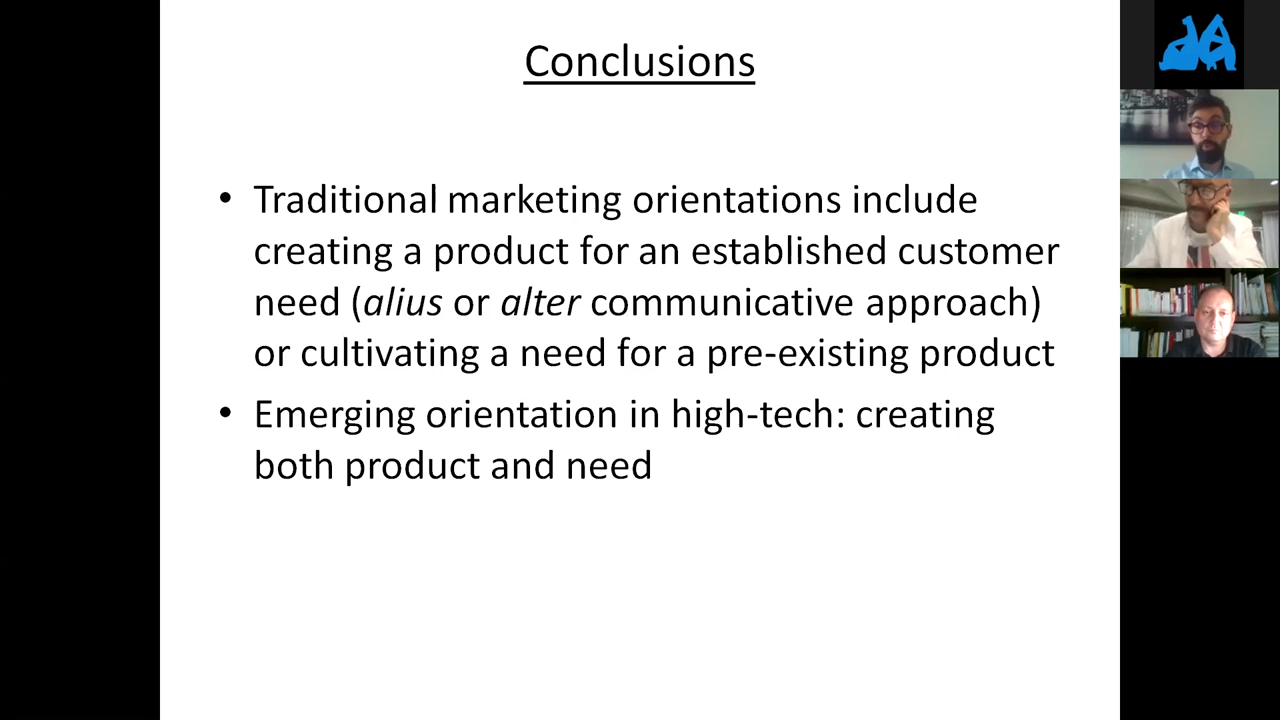 Conclusions
• Traditional marketing orientations include
creating a product for an established customer
need (alius or alter communicative approach)
or cultivating a need for a pre-existing product
• Emerging orientation in high-tech: creating
both product and need